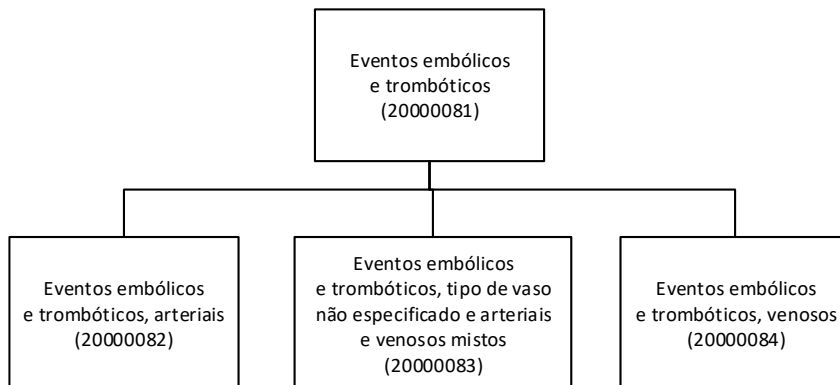 Eventos embólicos
e trombóticos
(20000081)
Eventos embólicos
e trombóticos, arteriais
(20000082)
Eventos embólicos
e trombóticos, tipo de vaso
não especificado e arteriais
e venosos mistos
(20000083)
Eventos embólicos
e trombóticos, venosos
(20000084)